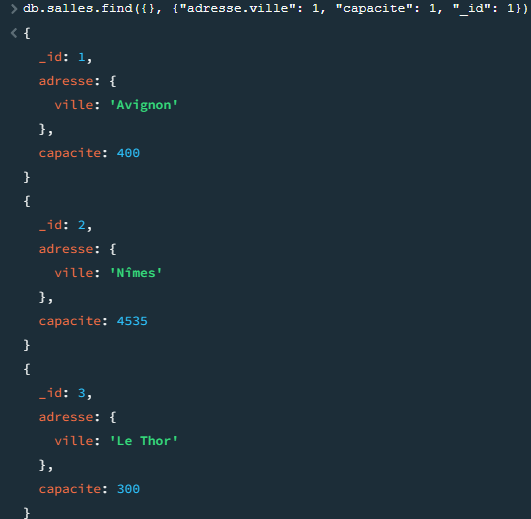 > db.salles.find({}, {"adresse.ville": 1, "capacite": 1, "_id": 1})
< {
_id: 1,
adresse: {
ville: 'Avignon'
},
capacite: 400
}
{
_id: 2,
adresse: {
ville: 'Nîmes'
},
capacite: 4535
}
{
_id: 3,
adresse: {
ville: 'Le Thor'
},
capacite: 300
}